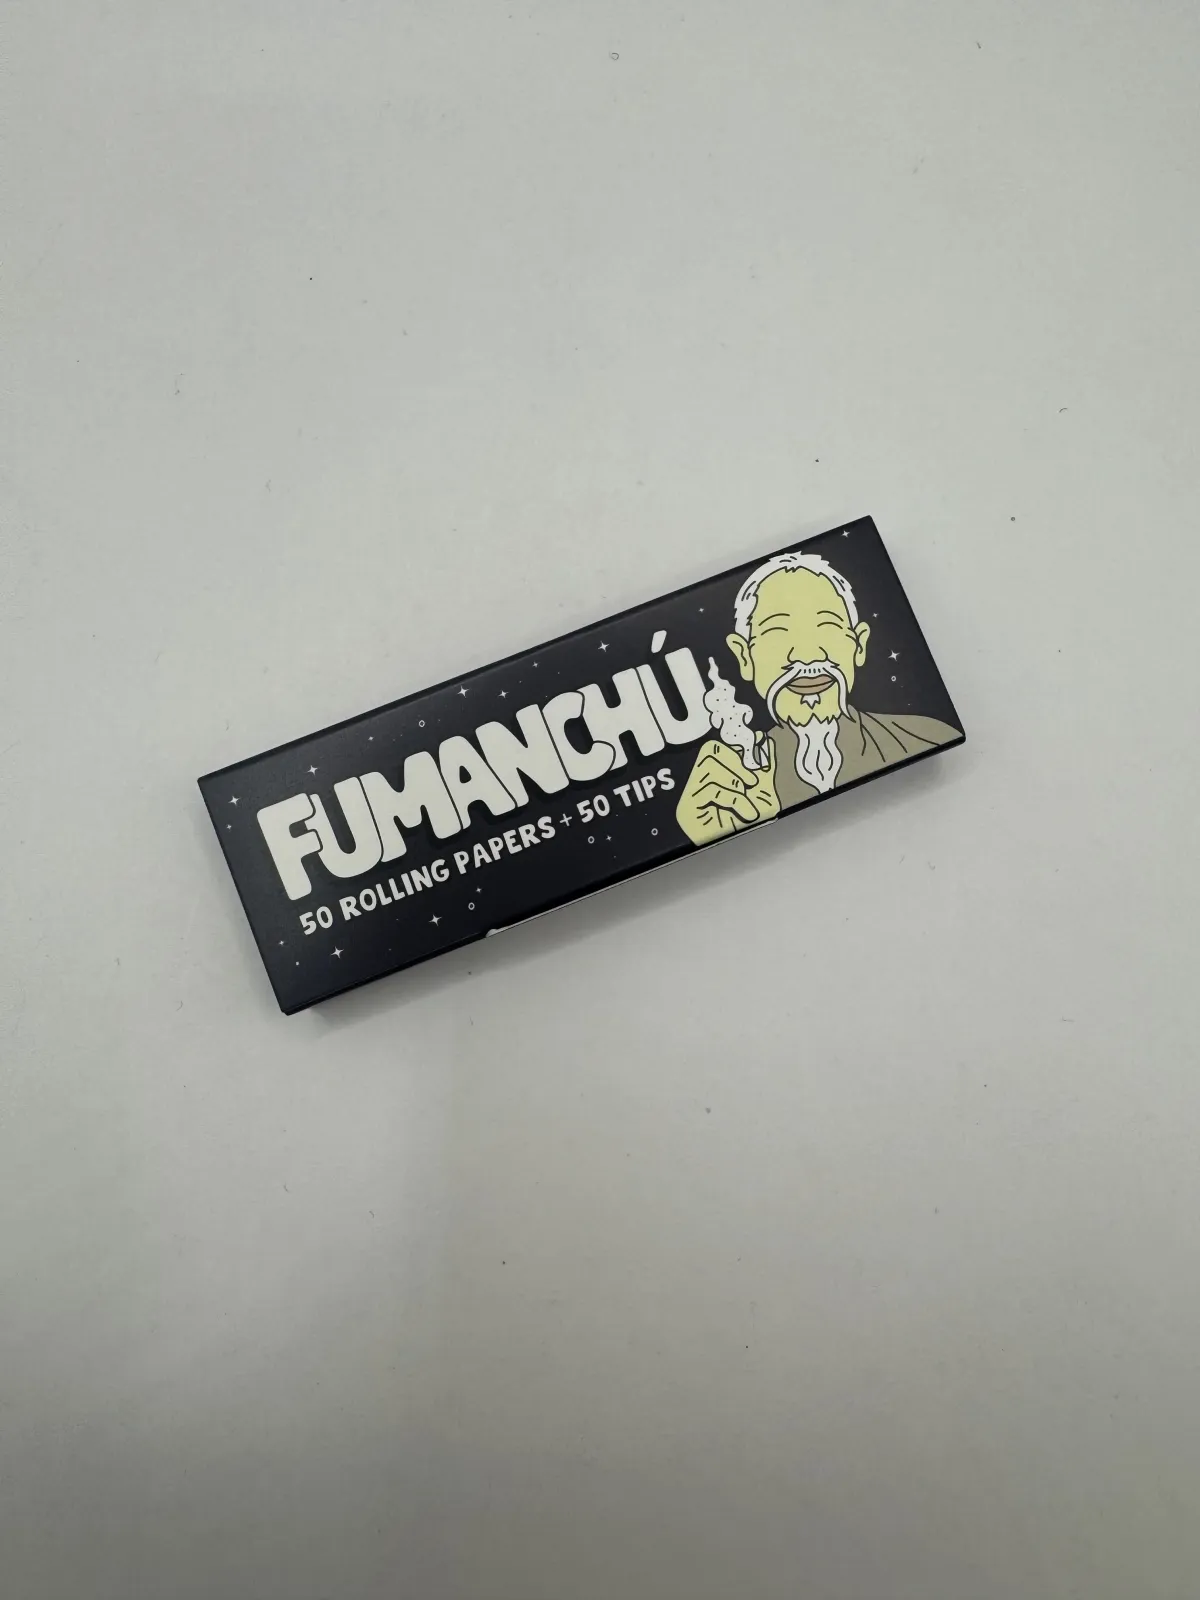 FUMANCHÚ
50 ROLLING PAPERS + 50 TIPS